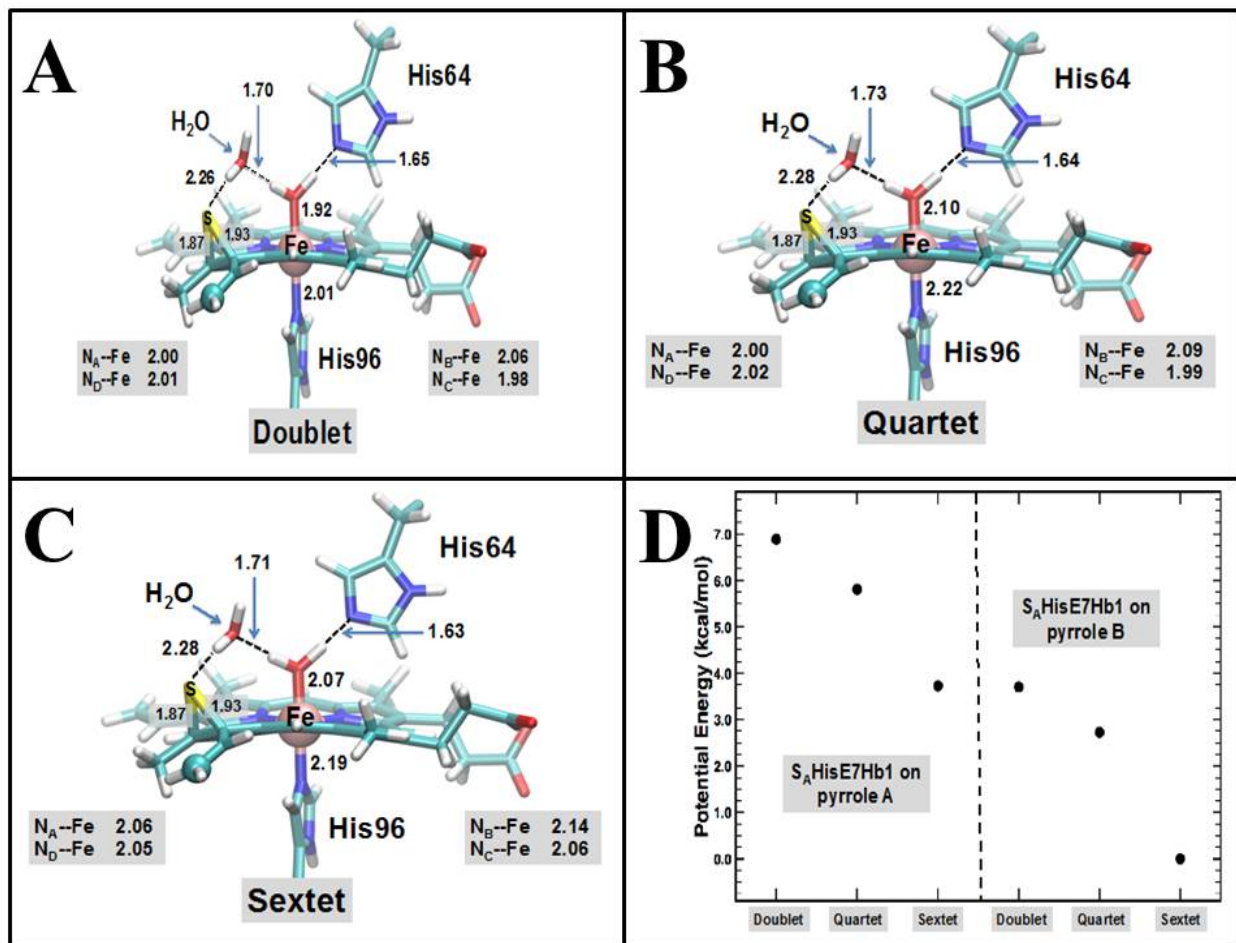 A
His64
1.70
H2O
1.65
2.26
S
1.92
1.87
1.93
Fe
2.01
His96
NA--Fe 2.00
ND--Fe 2.01
NB--Fe 2.06
NC--Fe 1.98
Doublet
B
His64
1.73
H2O
1.64
2.28
S
2.10
1.87
1.93
Fe
2.22
His96
NA--Fe 2.00
ND--Fe 2.02
NB--Fe 2.09
NC--Fe 1.99
Quartet
C
His64
1.71
H2O
1.63
2.28
S
2.07
1.87
1.93
Fe
2.19
His96
NA--Fe 2.06
ND--Fe 2.05
NB--Fe 2.14
NC--Fe 2.06
Sextet
D
Potential Energy (kcal/mol)
7.0
6.0
5.0
4.0
3.0
2.0
1.0
0.0
SAHisE7Hb1 on
pyrrole B
SAHisE7Hb1 on
pyrrole A
Doublet Quartet Sextet Doublet Quartet Sextet